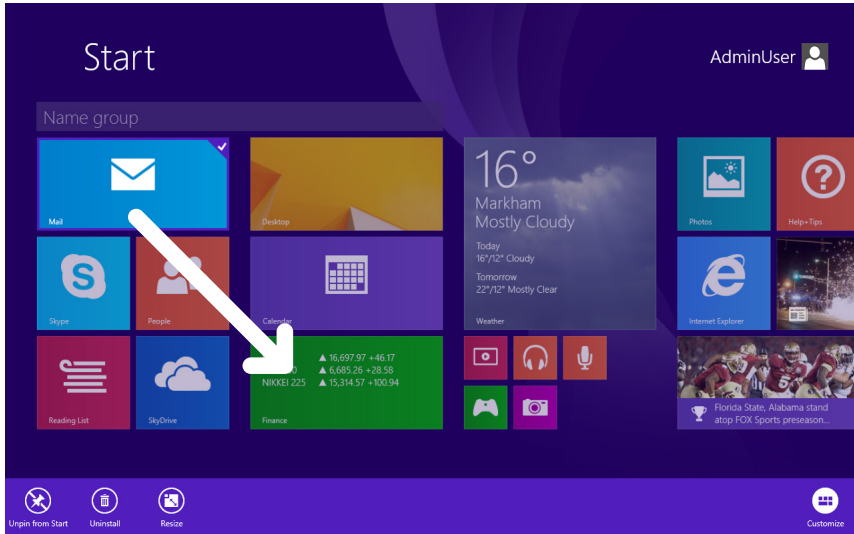 Start
AdminUser
Name group
Mail
Desktop
16°
Markham
Mostly Cloudy
Today
16°/12° Cloudy
Tomorrow
22°/12° Mostly Clear
Weather
Photos
Help+Tips
Skype
People
Calendar
Internet Explorer
▲ 16,697.97 +46.17
▲ 6,685.26 +28.58
NIKKEI 225 ▲ 15,314.57 +100.94
Reading List
SkyDrive
Finance
Florida State, Alabama stand
atop FOX Sports preseason...
Unpin from Start
Uninstall
Resize
Customize